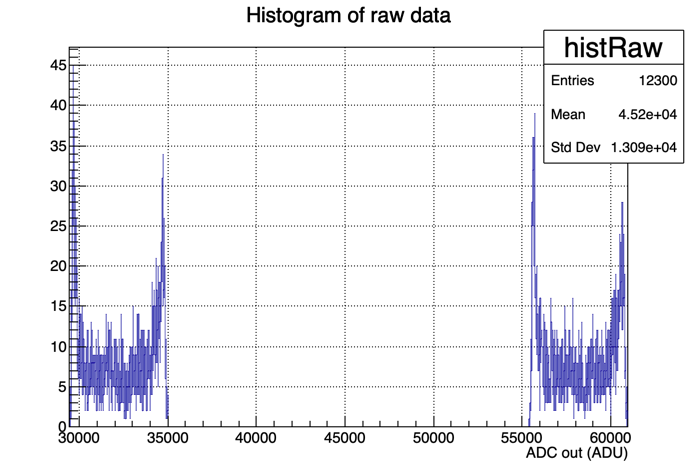 Histogram of raw data
histRaw
Entries 12300
Mean 4.52e+04
Std Dev 1.309e+04
45
40
35
30
25
20
15
10
5
0
30000 35000 40000 45000 50000 55000 60000
ADC out (ADU)